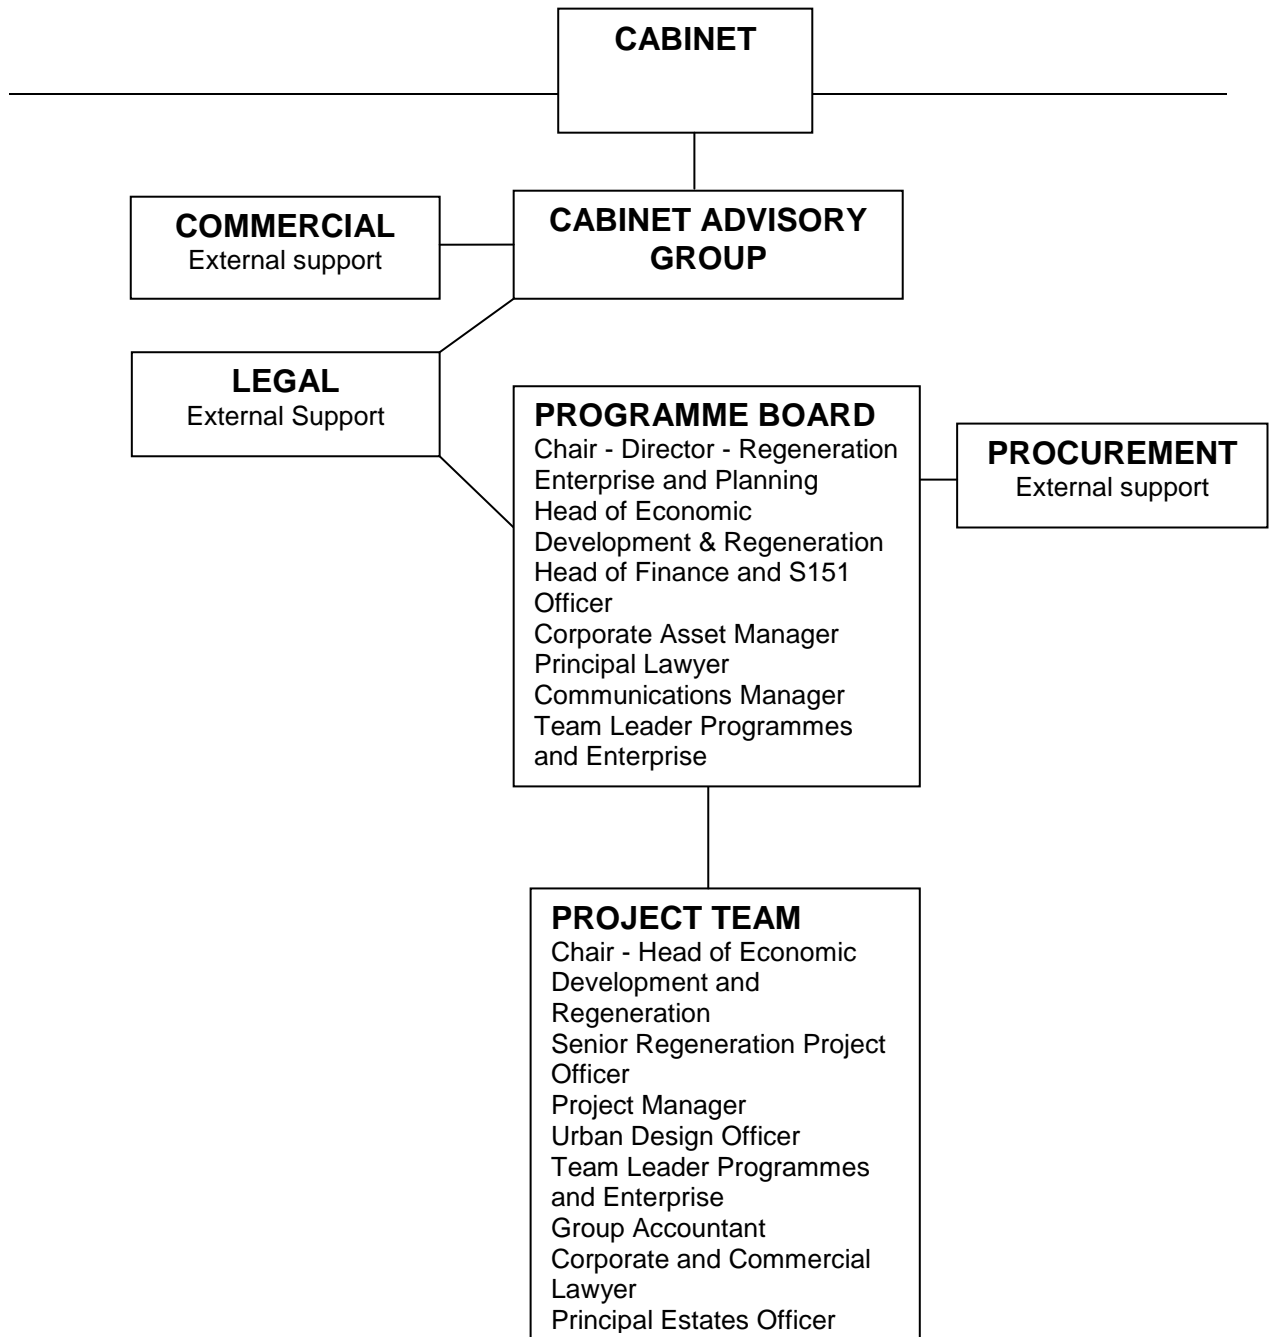 CABINET
COMMERCIAL
External support
CABINET ADVISORY
GROUP
LEGAL
External Support
PROGRAMME BOARD
Chair - Director - Regeneration
Enterprise and Planning
Head of Economic
Development & Regeneration
Head of Finance and S151
Officer
Corporate Asset Manager
Principal Lawyer
Communications Manager
Team Leader Programmes
and Enterprise
PROCUREMENT
External support
PROJECT TEAM
Chair - Head of Economic
Development and
Regeneration
Senior Regeneration Project
Officer
Project Manager
Urban Design Officer
Team Leader Programmes
and Enterprise
Group Accountant
Corporate and Commercial
Lawyer
Principal Estates Officer